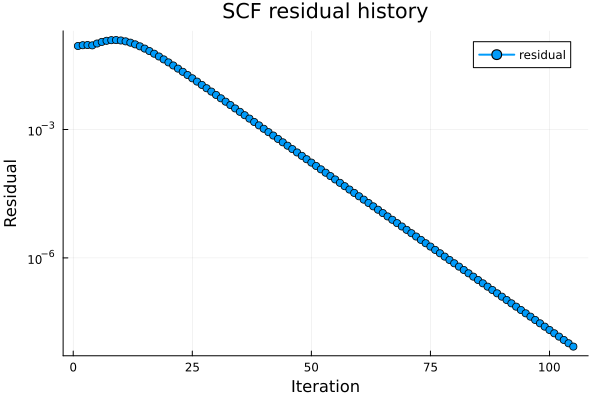 SCF residual history
residual
Residual
10⁻³
10⁻⁶
0 25 50 75 100
Iteration